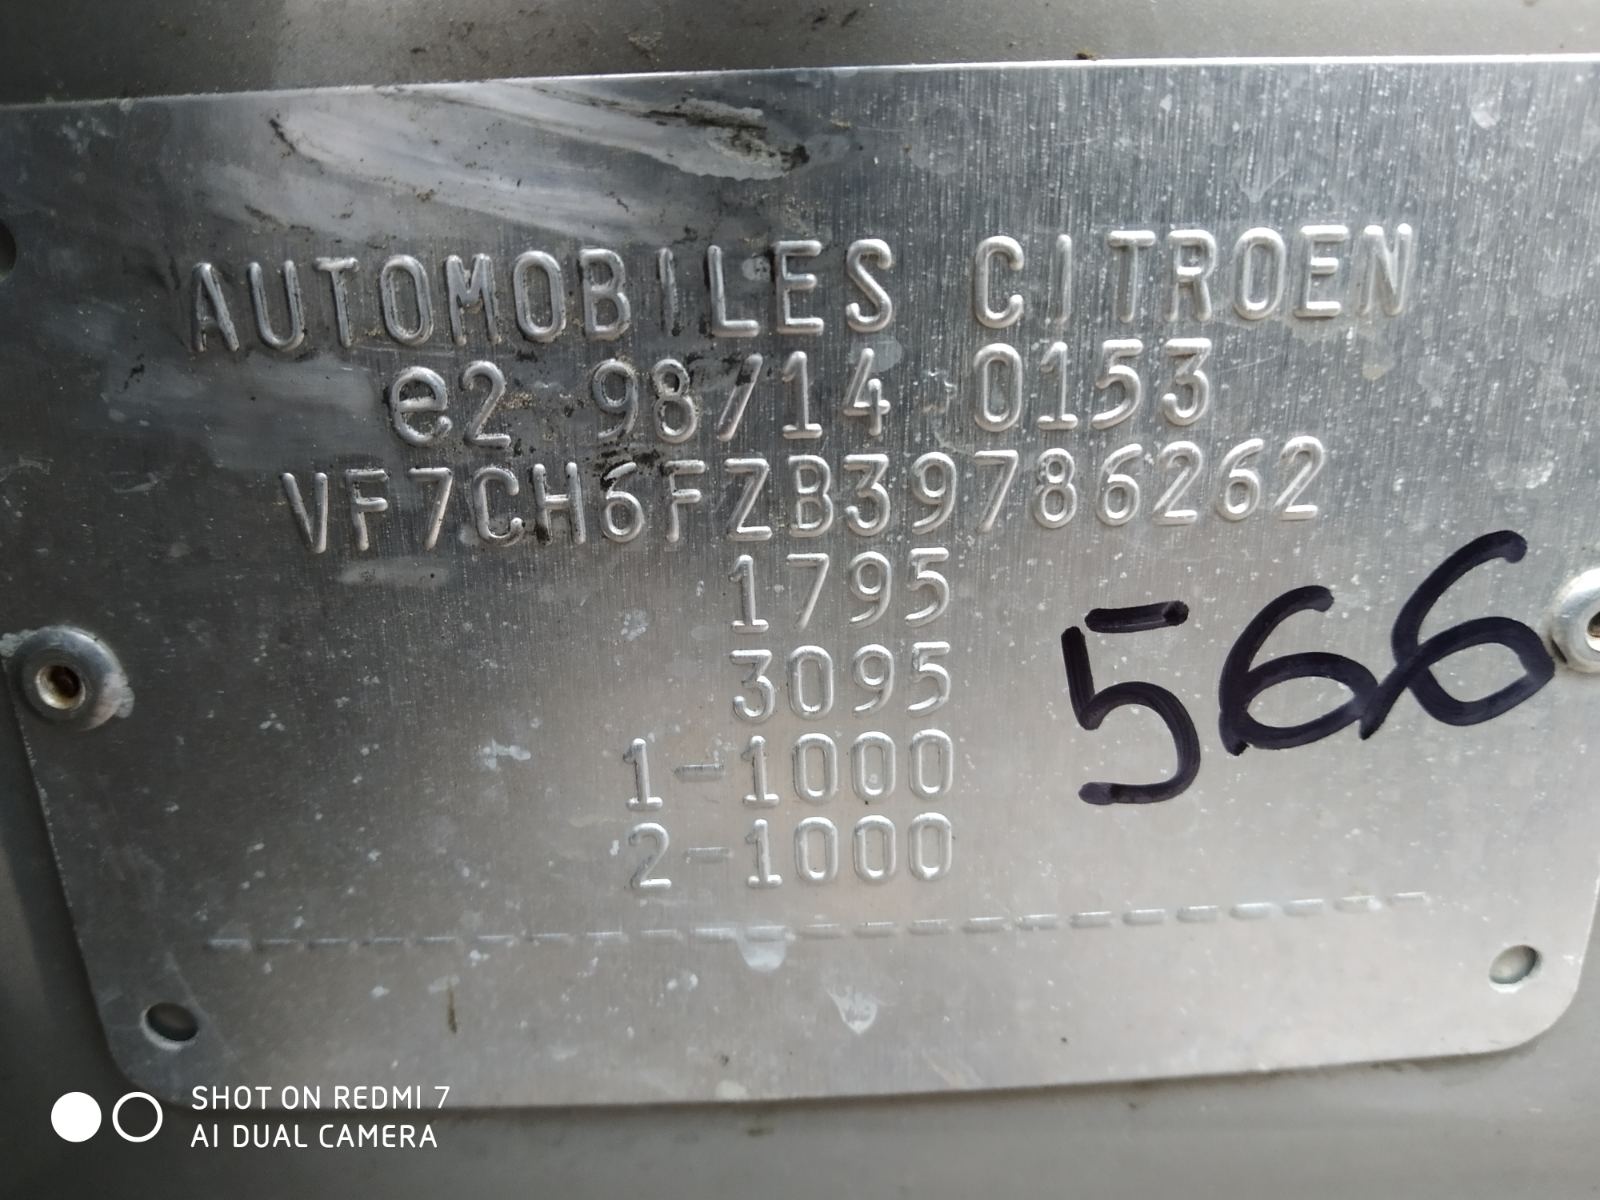 AUTOMOBILES CITROEN
e2 98/14 0153
VF7CH6FZB39786262
1795
3095
1-1000
2-1000
566
SHOT ON REDMI 7
AI DUAL CAMERA